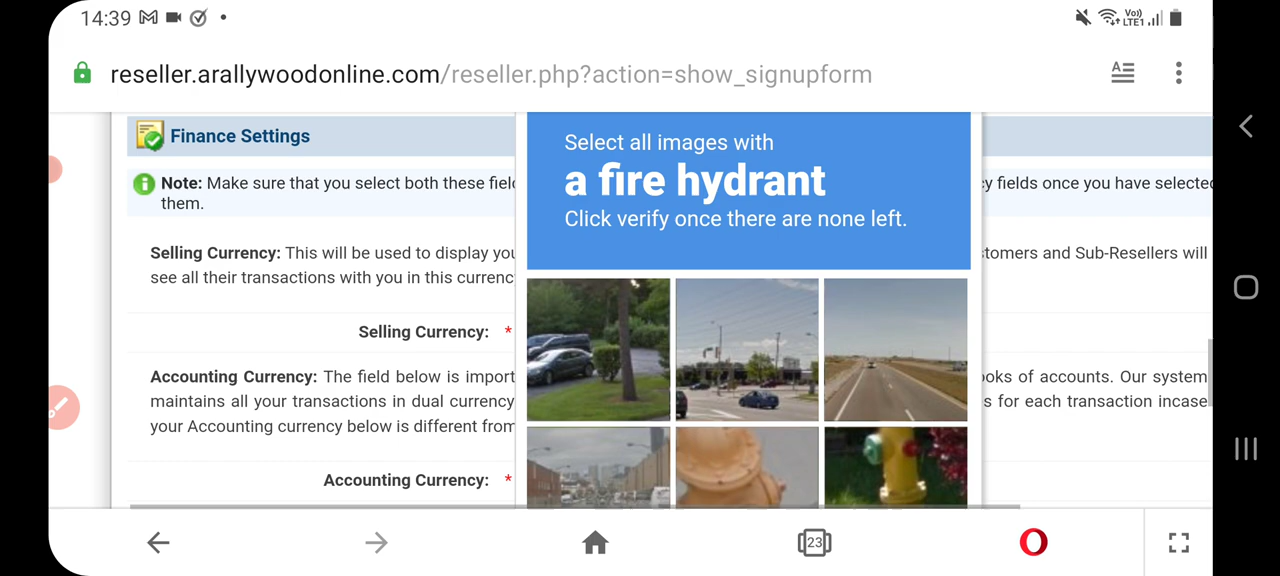 14:39
Vo)) LTE1
reseller.arallywoodonline.com/reseller.php?action=show_signupform
Finance Settings
Note: Make sure that you select both these fiel
y fields once you have selected
them.
Selling Currency: This will be used to display you
tomers and Sub-Resellers will
see all their transactions with you in this currenc
Selling Currency: *
Accounting Currency: The field below is import
oks of accounts. Our system
maintains all your transactions in dual currency
s for each transaction incase
your Accounting currency below is different from
Accounting Currency: *
Select all images with
a fire hydrant
Click verify once there are none left.
23